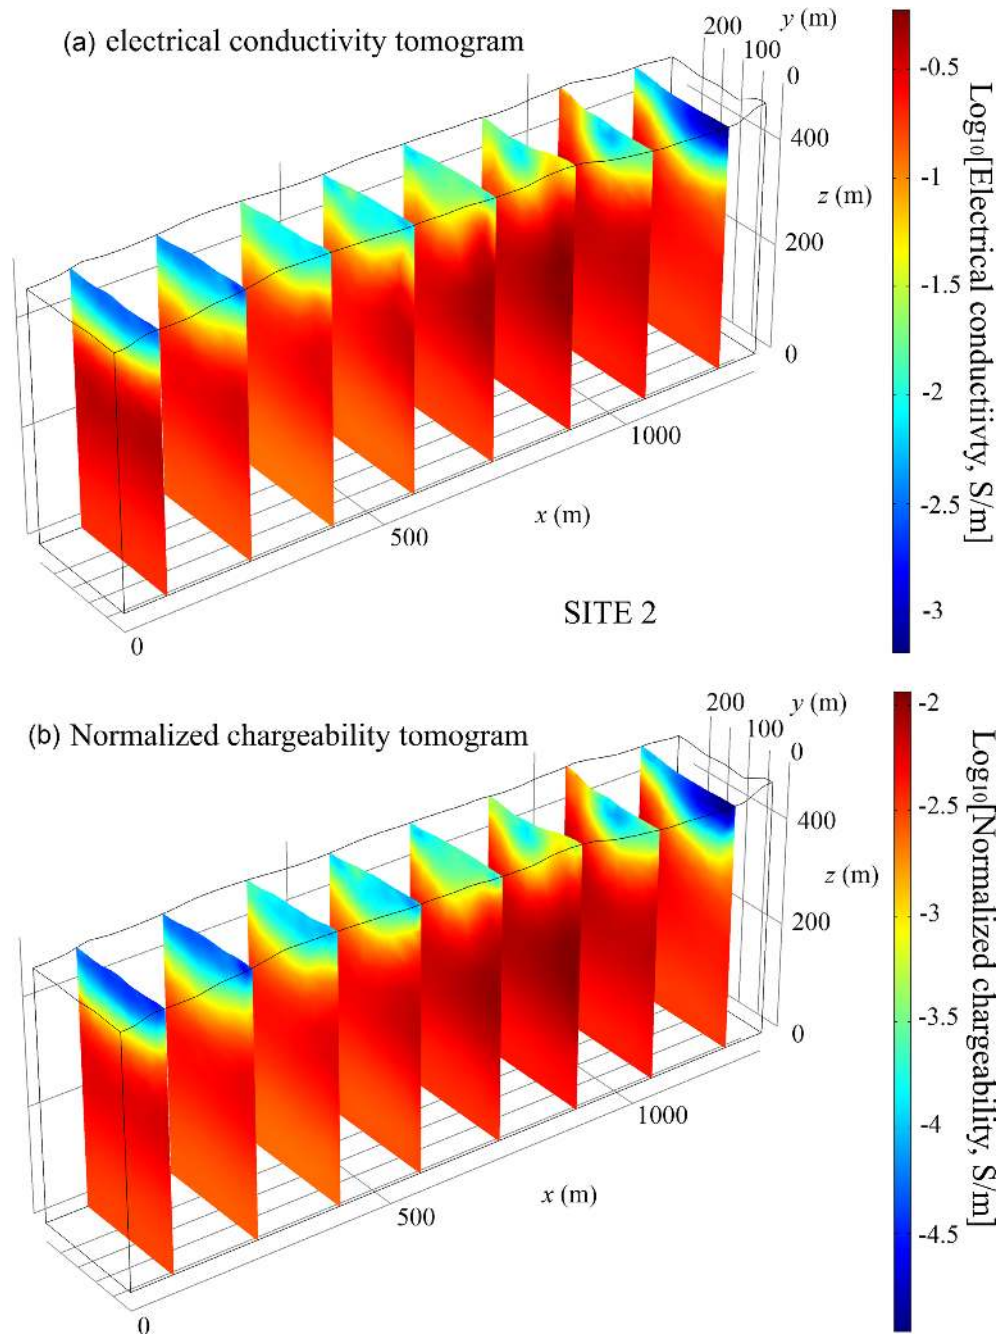 (a) electrical conductivity tomogram
y (m)
200
100
0
400
z (m)
200
0
1000
x (m)
500
0
SITE 2
-0.5
-1
-1.5
-2
-2.5
-3
Log10[Electrical conductiivty, S/m]
(b) Normalized chargeability tomogram
y (m)
200
100
0
400
z (m)
200
0
1000
x (m)
500
0
-2
-2.5
-3
-3.5
-4
-4.5
Log10[Normalized chargeability, S/m]